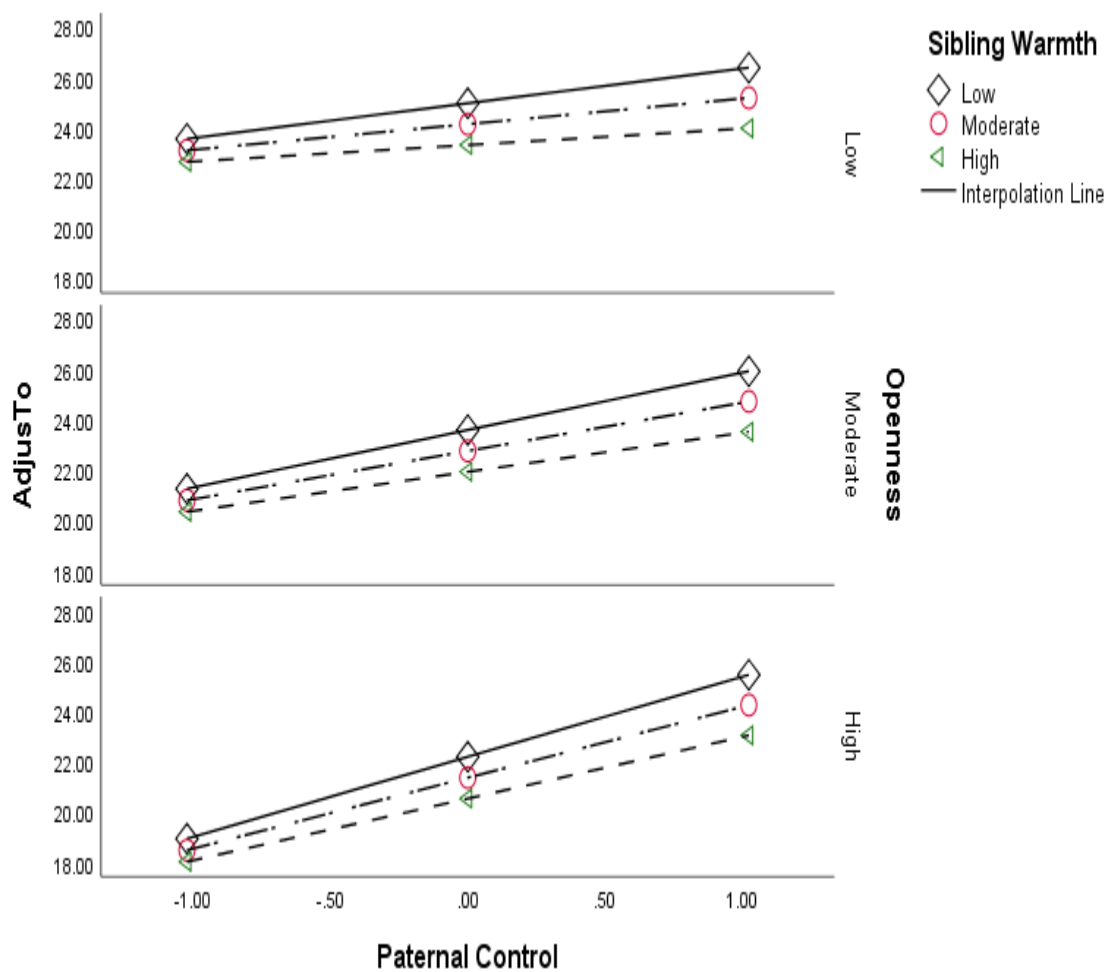 28.00
26.00
24.00
22.00
20.00
18.00
Low
28.00
26.00
24.00
22.00
20.00
18.00
Moderate
28.00
26.00
24.00
22.00
20.00
18.00
High
AdjusTo
Openness
-1.00 -.50 .00 .50 1.00
Paternal Control
Sibling Warmth
Low
Moderate
High
Interpolation Line